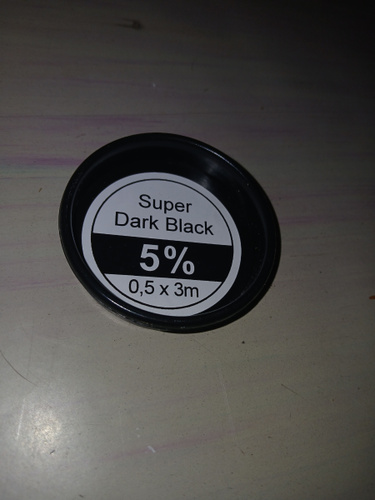 Super
Dark Black
5%
0,5 x 3m